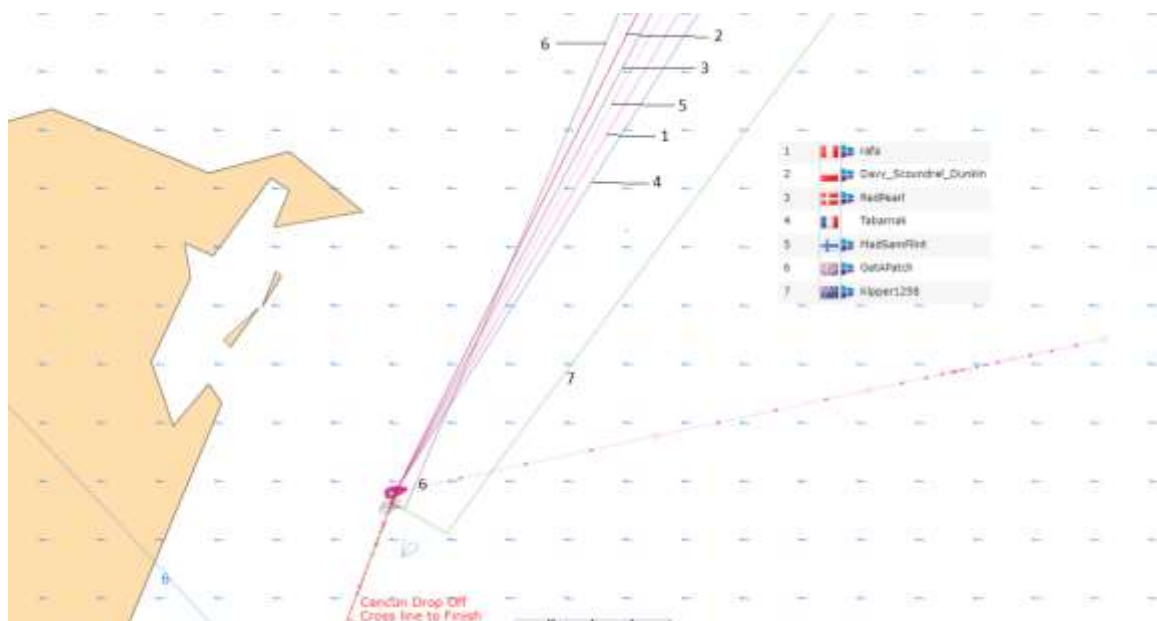 6
2
3
5
1
4
1 rafa
2 Davy_Scoundrel_Dunkin
3 RedPearl
4 Tabarnak
5 MadSamFlint
6 GetAPatch
7
7
6
Cancun Drop Off
Cross line to Finish